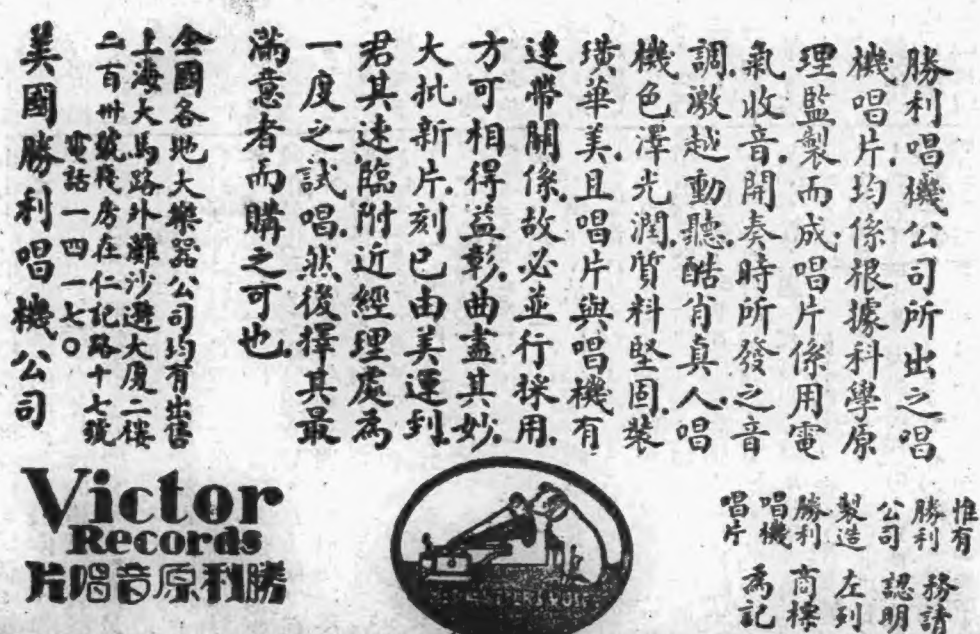 勝利唱機公司所出之唱
機唱片.均係根據科學原
理監製而成.唱片係用電
氣收音.開奏時所發之音
調.激越動聽.酷肖真人.唱
機色澤光潤.質料堅固.裝
璜華美.且唱片與唱機有
連帶關係.故必並行採用.
方可相得益彰.曲盡其妙.
大批新片.刻已由美運到.
君其速臨附近經理處為
一度之試唱.然後擇其最
滿意者而購之可也.
全國各地大樂器公司均有出售
上海大馬路外灘沙遜大厦二樓
二百卅號棧房在仁記路十七號
電話一四一七〇
美國勝利唱機公司
惟有
勝利
公司
製造
勝利
唱機
唱片
務請
認明
左列
商標
為記
HIS MASTER'S VOICE
Victor
Records
勝利原音唱片